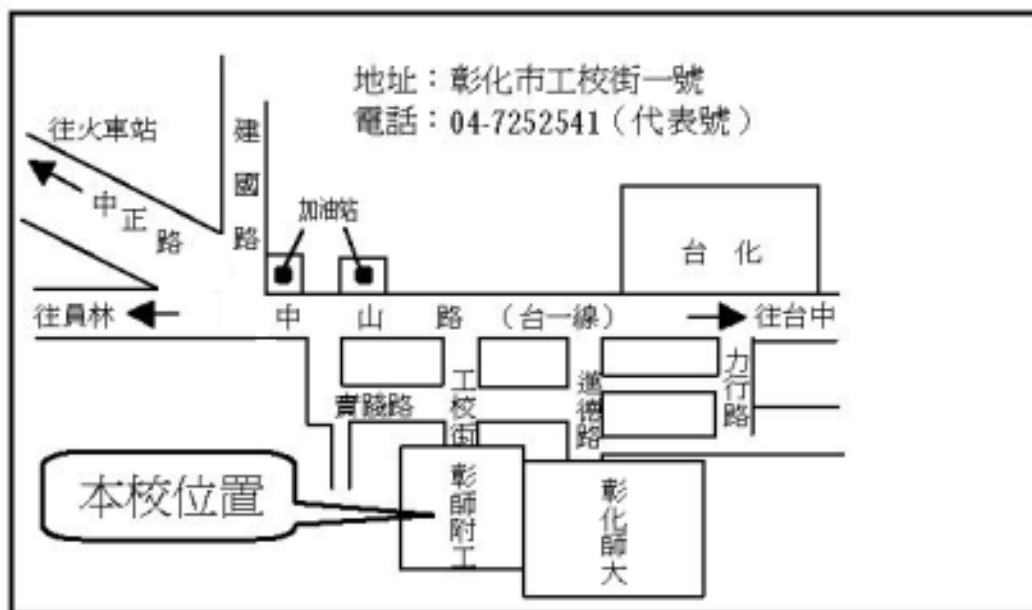 地址：彰化市工校街一號
電話：04-7252541（代表號）
往火車站
建國路
中正路
加油站
台 化
往員林
中 山 路 （台一線）
往台中
實踐路
工校街
進德路
力行路
本校位置
彰師附工
彰化師大